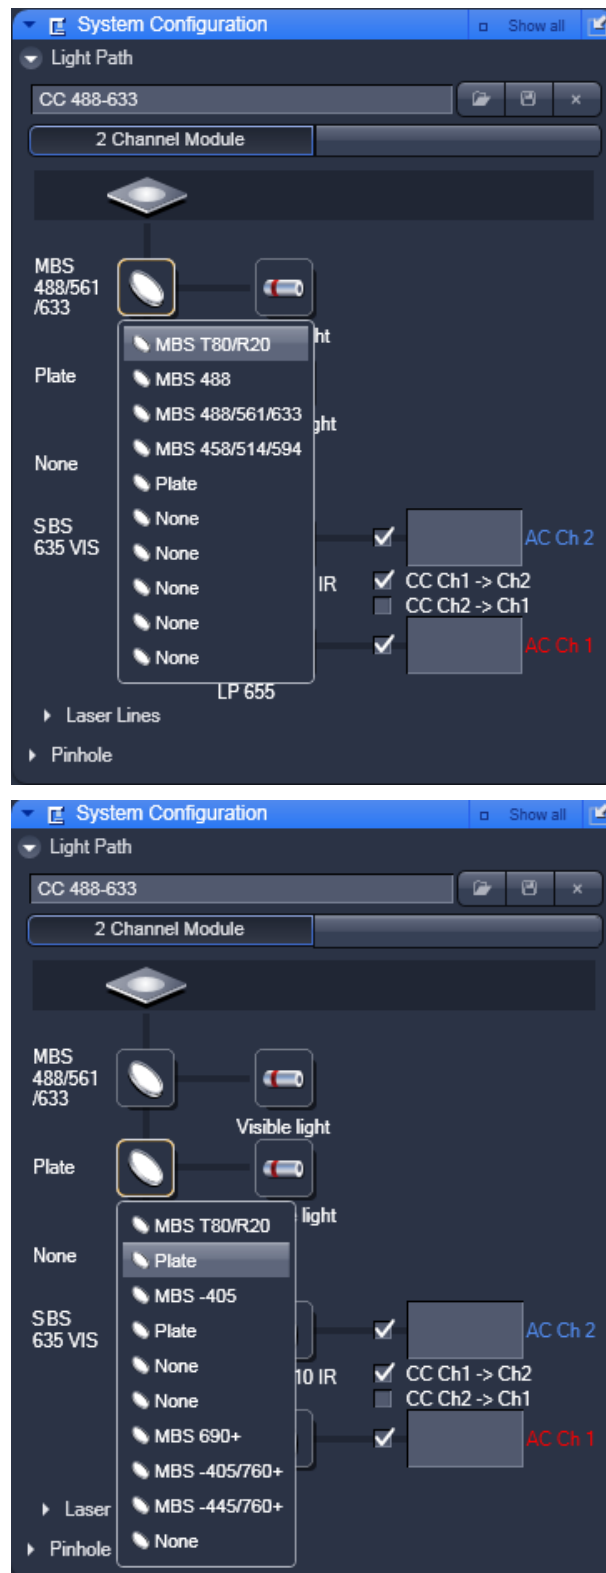 System Configuration
Show all
Light Path
CC 488-633
2 Channel Module
MBS
488/561
/633
ht
MBS T80/R20
Plate
MBS 488
MBS 488/561/633
ght
MBS 458/514/594
None
Plate
None
SBS
635 VIS
AC Ch 2
None
None
IR
CC Ch1 -> Ch2
CC Ch2 -> Ch1
None
None
AC Ch 1
LP 655
Laser Lines
Pinhole
System Configuration
Show all
Light Path
CC 488-633
2 Channel Module
MBS
488/561
/633
Visible light
Plate
light
MBS T80/R20
None
Plate
MBS -405
SBS
635 VIS
Plate
AC Ch 2
None
10 IR
CC Ch1 -> Ch2
None
CC Ch2 -> Ch1
MBS 690+
AC Ch 1
MBS -405/760+
Laser
MBS -445/760+
Pinhole
None